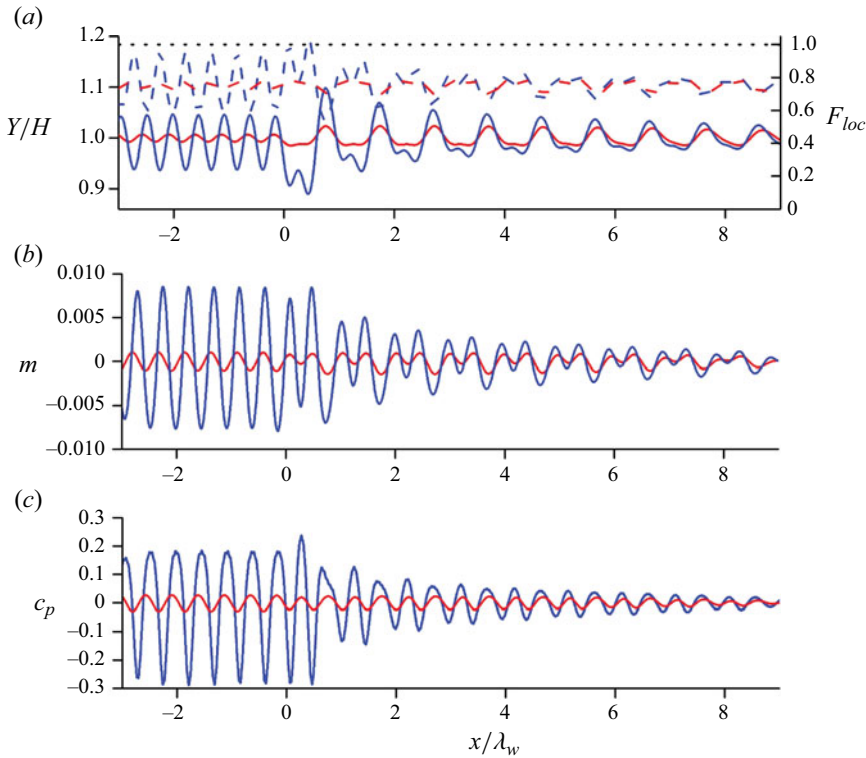 (a)
1.2
1.1
1.0
0.9
Y/H
1.0
0.8
0.6
0.4
0.2
0
F_loc
–2 0 2 4 6 8
(b)
0.010
0.005
0
–0.005
–0.010
m
–2 0 2 4 6 8
(c)
0.3
0.2
0.1
0
–0.1
–0.2
–0.3
c_p
–2 0 2 4 6 8
x/λ_w